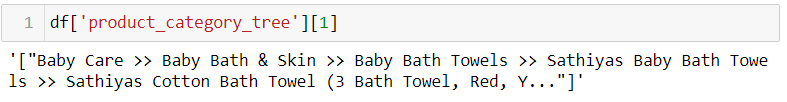 1 df['product_category_tree'][1]
'["Baby Care >> Baby Bath & Skin >> Baby Bath Towels >> Sathiyas Baby Bath Towe
ls >> Sathiyas Cotton Bath Towel (3 Bath Towel, Red, Y..."]'